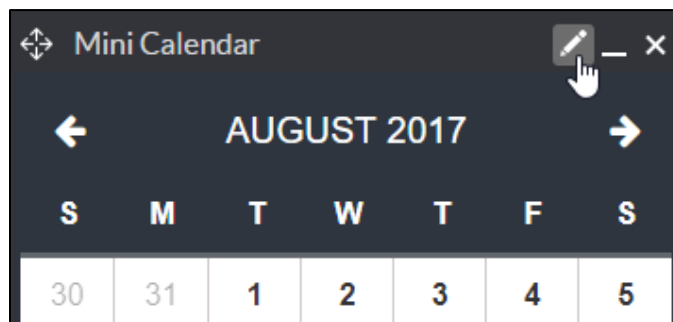 Mini Calendar
AUGUST 2017
S M T W T F S
30 31 1 2 3 4 5